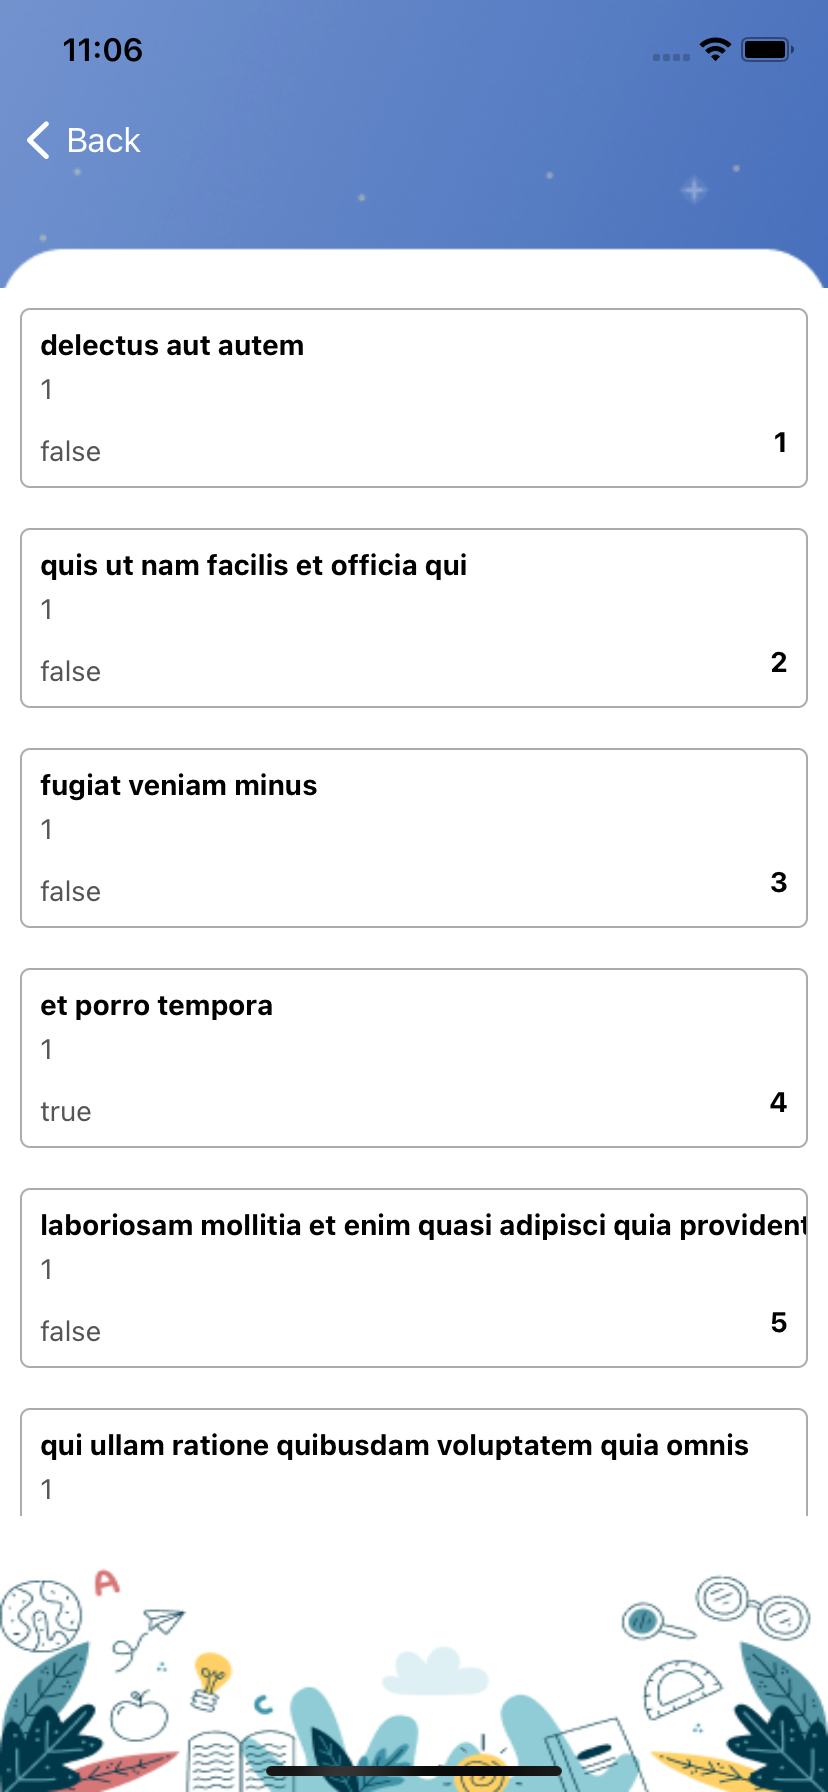 11:06
Back
delectus aut autem
1
false
1
quis ut nam facilis et officia qui
1
false
2
fugiat veniam minus
1
false
3
et porro tempora
1
true
4
laboriosam mollitia et enim quasi adipisci quia provident
1
false
5
qui ullam ratione quibusdam voluptatem quia omnis
1
A